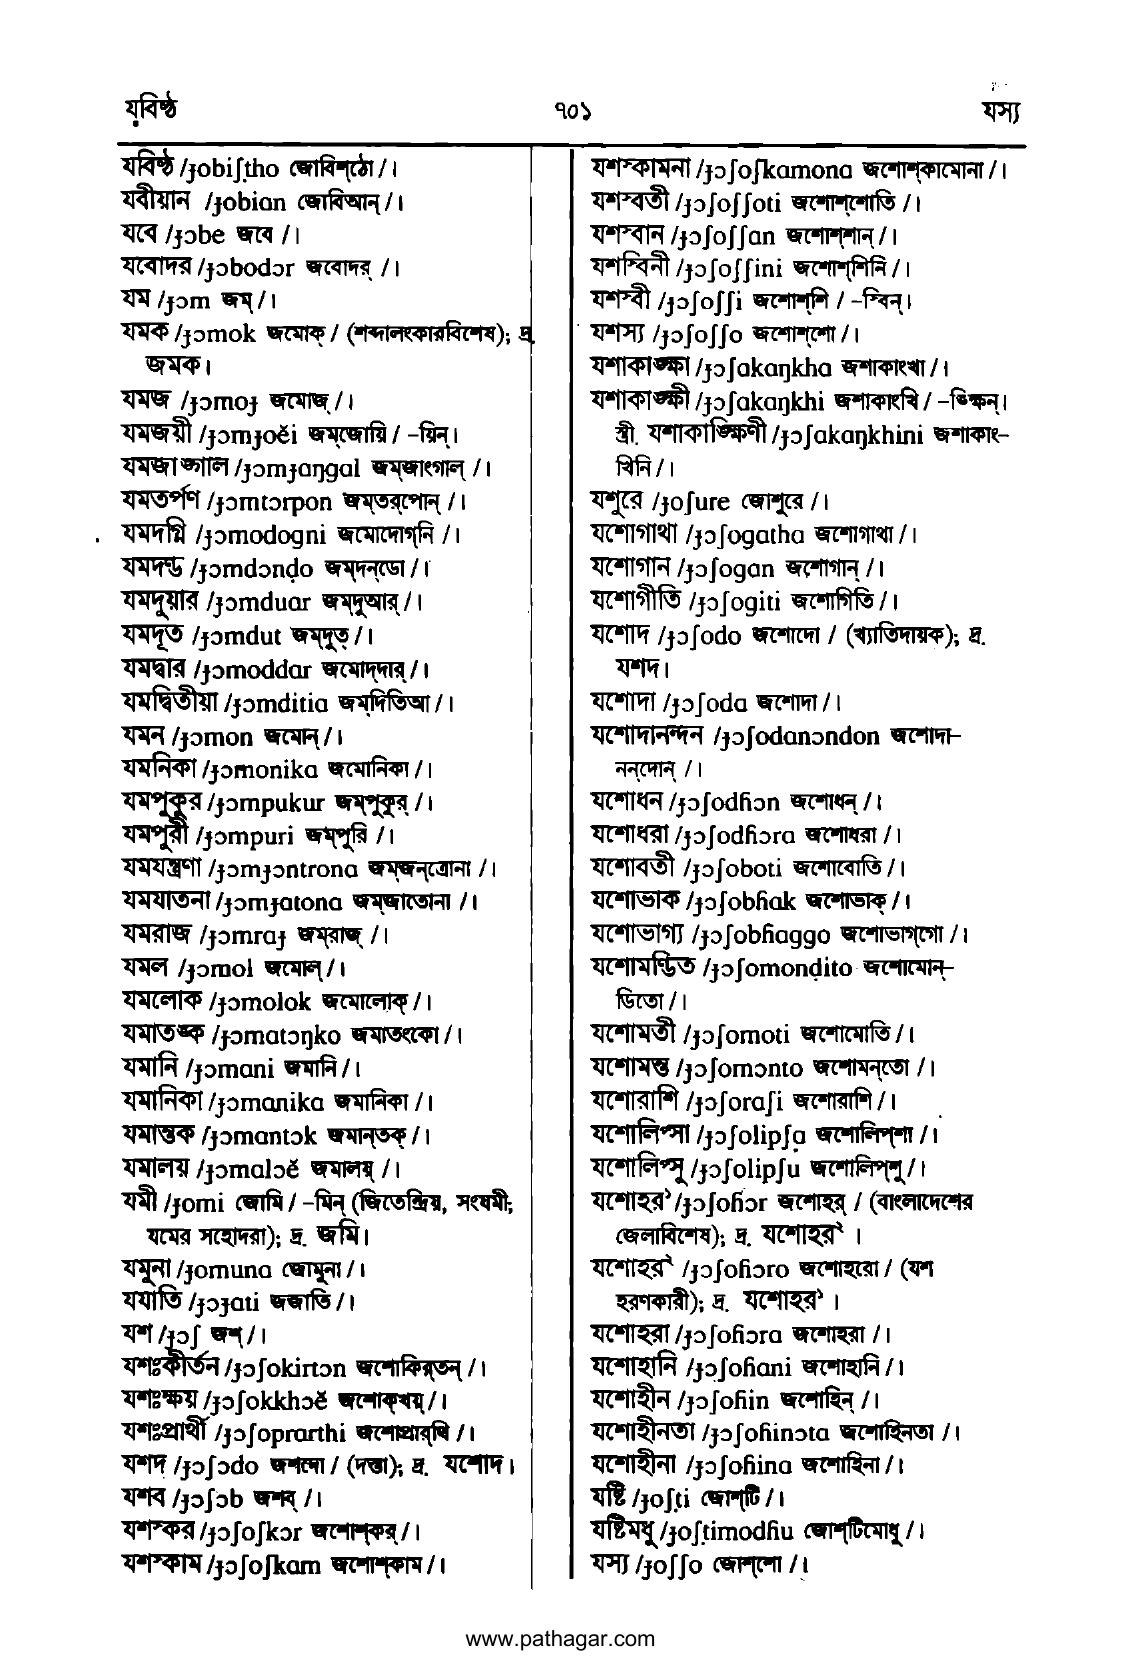 যবিষ্ঠ ৭০১ যস্য
যবিষ্ঠ /ɟobiʃṭho জোবিশ্‌ঠো/।
যবীয়ান /ɟobian জোবিআন্/।
যবে /ɟɔbe জবে /।
যবোদর /ɟɔbodɔr জবোদর্ /।
যম /ɟɔm জম্/।
যমক /ɟɔmok জমোক্ / (শব্দালংকারবিশেষ); দ্র.
জমক।
যমজ /ɟɔmoɟ জমোজ্/।
যমজয়ী /ɟɔmɟoĕi জম্‌জোয়ি / -য়িন্।
যমজাঙ্গাল /ɟɔmɟaŋgal জম্‌জাংগাল্ /।
যমতর্পণ /ɟɔmtɔrpon জম্‌তর্‌পোন্ /।
যমদগ্নি /ɟɔmodogni জমোদোগ্‌নি /।
যমদণ্ড /ɟɔmdɔnḍo জম্‌দন্‌ডো/।
যমদুয়ার /ɟɔmduar জম্‌দুআর্/।
যমদূত /ɟɔmdut জম্‌দুত্/।
যমদ্বার /ɟɔmoddar জমোদ্‌দার্/।
যমদ্বিতীয়া /ɟɔmditia জম্‌দিতিআ/।
যমন /ɟɔmon জমোন্/।
যমনিকা /ɟɔmonika জমোনিকা /।
যমপুকুর /ɟɔmpukur জম্‌পুকুর্ /।
যমপুরী /ɟɔmpuri জম্‌পুরি /।
যমযন্ত্রণা /ɟɔmɟɔntrona জম্‌জন্‌ত্রোনা /।
যমযাতনা /ɟɔmɟatona জম্‌জাতোনা /।
যমরাজ /ɟɔmraɟ জম্‌রাজ্ /।
যমল /ɟɔmol জমোল্/।
যমলোক /ɟɔmolok জমোলোক্/।
যমাতঙ্ক /ɟɔmatɔŋko জমাতংকো/।
যমানি /ɟɔmani জমানি/।
যমানিকা /ɟɔmanika জমানিকা /।
যমান্তক /ɟɔmantɔk জমান্‌তক্/।
যমালয় /ɟɔmalɔĕ জমালয়্ /।
যমী /ɟomi জোমি / -মিন্ (জিতেন্দ্রিয়, সংযমী;
যমের সহোদরা); দ্র. জমি।
যমুনা /ɟomuna জোমুনা/।
যযাতি /ɟɔɟati জজাতি/।
যশ /ɟɔʃ জশ্/।
যশঃকীর্তন /ɟɔʃokirtɔn জশোকির্‌তন্ /।
যশঃক্ষয় /ɟɔʃokkhɔĕ জশোক্‌খয়্/।
যশঃপ্রার্থী /ɟɔʃoprarthi জশোপ্রার্‌থি /।
যশদ /ɟɔʃɔdo জশদো / (দস্তা); দ্র. যশোদ।
যশব /ɟɔʃɔb জশব্ /।
যশস্কর /ɟɔʃoʃkɔr জশোশ্‌কর্/।
যশস্কাম /ɟɔʃoʃkam জশোশ্‌কাম/।
যশস্কামনা /ɟɔʃoʃkamona জশোশ্‌কামোনা /।
যশস্বতী /ɟɔʃoʃʃoti জশোশ্‌শোতি /।
যশস্বান /ɟɔʃoʃʃan জশোশ্‌শান্/।
যশস্বিনী /ɟɔʃoʃʃini জশোশ্‌শিনি/।
যশস্বী /ɟɔʃoʃʃi জশোশ্‌শি / -স্বিন্।
যশস্য /ɟɔʃoʃʃo জশোশ্‌শো /।
যশাকাঙ্ক্ষা /ɟɔʃakaŋkha জশাকাংখা /।
যশাকাঙ্ক্ষী /ɟɔʃakaŋkhi জশাকাংখি / -ঙ্ক্ষিন্।
স্ত্রী. যশাকাঙ্ক্ষিণী /ɟɔʃakaŋkhini জশাকাং-
খিনি/।
যশুরে /ɟoʃure জোশুরে /।
যশোগাথা /ɟɔʃogatha জশোগাথা /।
যশোগান /ɟɔʃogan জশোগান্ /।
যশোগীতি /ɟɔʃogiti জশোগিতি/।
যশোদ /ɟɔʃodo জশোদো / (খ্যাতিদায়ক); দ্র.
যশদ।
যশোদা /ɟɔʃoda জশোদা/।
যশোদানন্দন /ɟɔʃodanɔndon জশোদা-
নন্‌দোন্ /।
যশোধন /ɟɔʃodɦɔn জশোধন্ /।
যশোধরা /ɟɔʃodɦɔra জশোধরা /।
যশোবতী /ɟɔʃoboti জশোবোতি /।
যশোভাক /ɟɔʃobɦak জশোভাক্/।
যশোভাগ্য /ɟɔʃobɦaggo জশোভাগ্‌গো /।
যশোমণ্ডিত /ɟɔʃomonḍito জশোমোন্-
ডিতো /।
যশোমতী /ɟɔʃomoti জশোমোতি /।
যশোমন্ত /ɟɔʃomɔnto জশোমন্‌তো /।
যশোরাশি /ɟɔʃoraʃi জশোরাশি/।
যশোলিপ্সা /ɟɔʃolipʃa জশোলিপ্‌শা /।
যশোলিপ্সু /ɟɔʃolipʃu জশোলিপ্‌শু/।
যশোহর¹/ɟɔʃoɦɔr জশোহর্ / (বাংলাদেশের
জেলাবিশেষ); দ্র. যশোহর² ।
যশোহর² /ɟɔʃoɦɔro জশোহরো / (যশ
হরণকারী); দ্র. যশোহর¹ ।
যশোহরা /ɟɔʃoɦɔra জশোহরা /।
যশোহানি /ɟɔʃoɦani জশোহানি /।
যশোহীন /ɟɔʃoɦin জশোহিন্ /।
যশোহীনতা /ɟɔʃoɦinɔta জশোহিনতা /।
যশোহীনা /ɟɔʃoɦina জশোহিনা /।
যষ্টি /ɟoʃṭi জোশ্‌টি /।
যষ্টিমধু /ɟoʃṭimodɦu জোশ্‌টিমোধু /।
যস্য /ɟoʃʃo জোশ্‌শো /।
www.pathagar.com